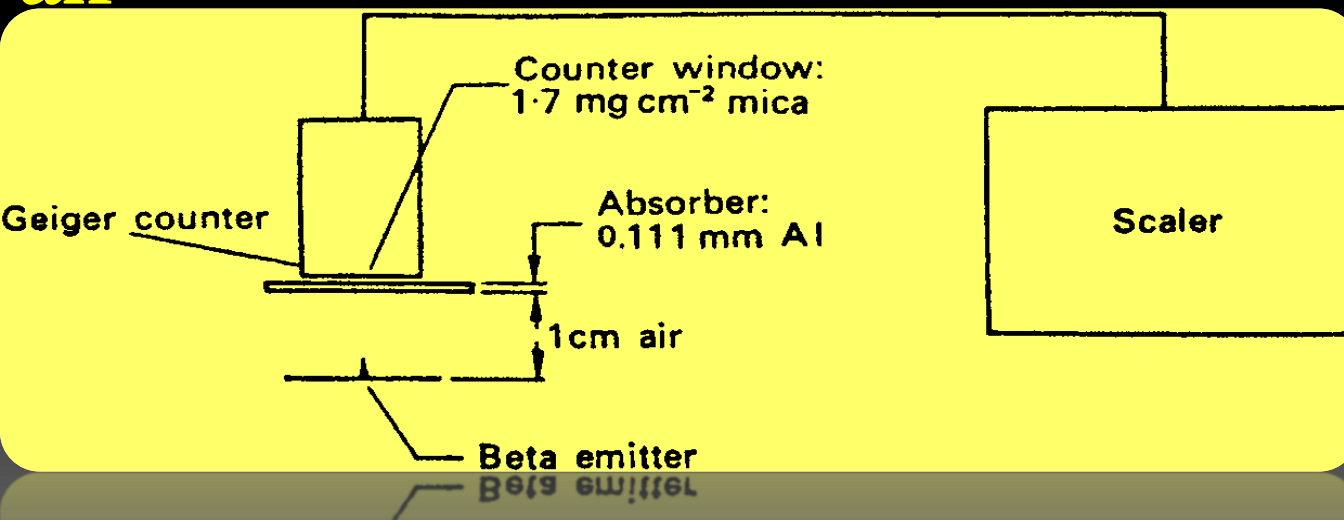 Counter window:
1·7 mg cm⁻² mica
Geiger counter
Absorber:
0.111 mm Al
Scaler
1cm air
Beta emitter